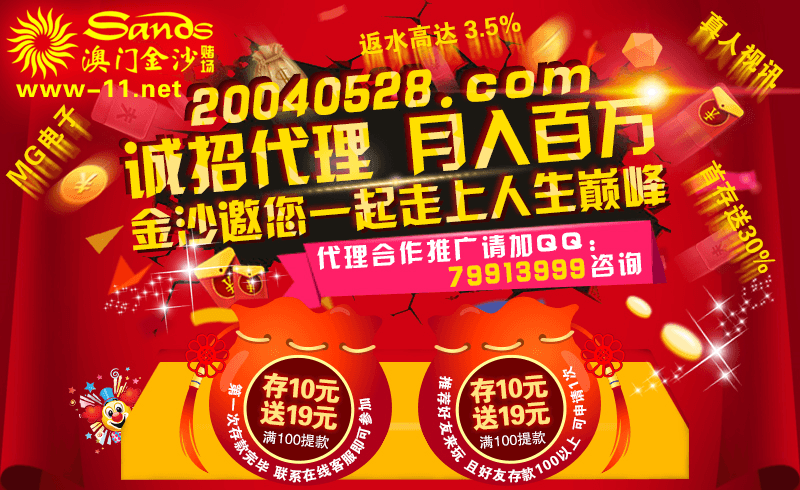 Sands
澳门金沙赌场
www-11.net
返水高达 3.5%
真人视讯
MG电子
首存送30%
20040528.com
诚招代理 月入百万
金沙邀您一起走上人生巅峰
代理合作推广请加QQ:
79913999咨询
存10元
送19元
满100提款
第一次存款完毕 联系在线客服即可参加
存10元
送19元
满100提款
推荐好友来玩 且好友存款100以上 可申请1次